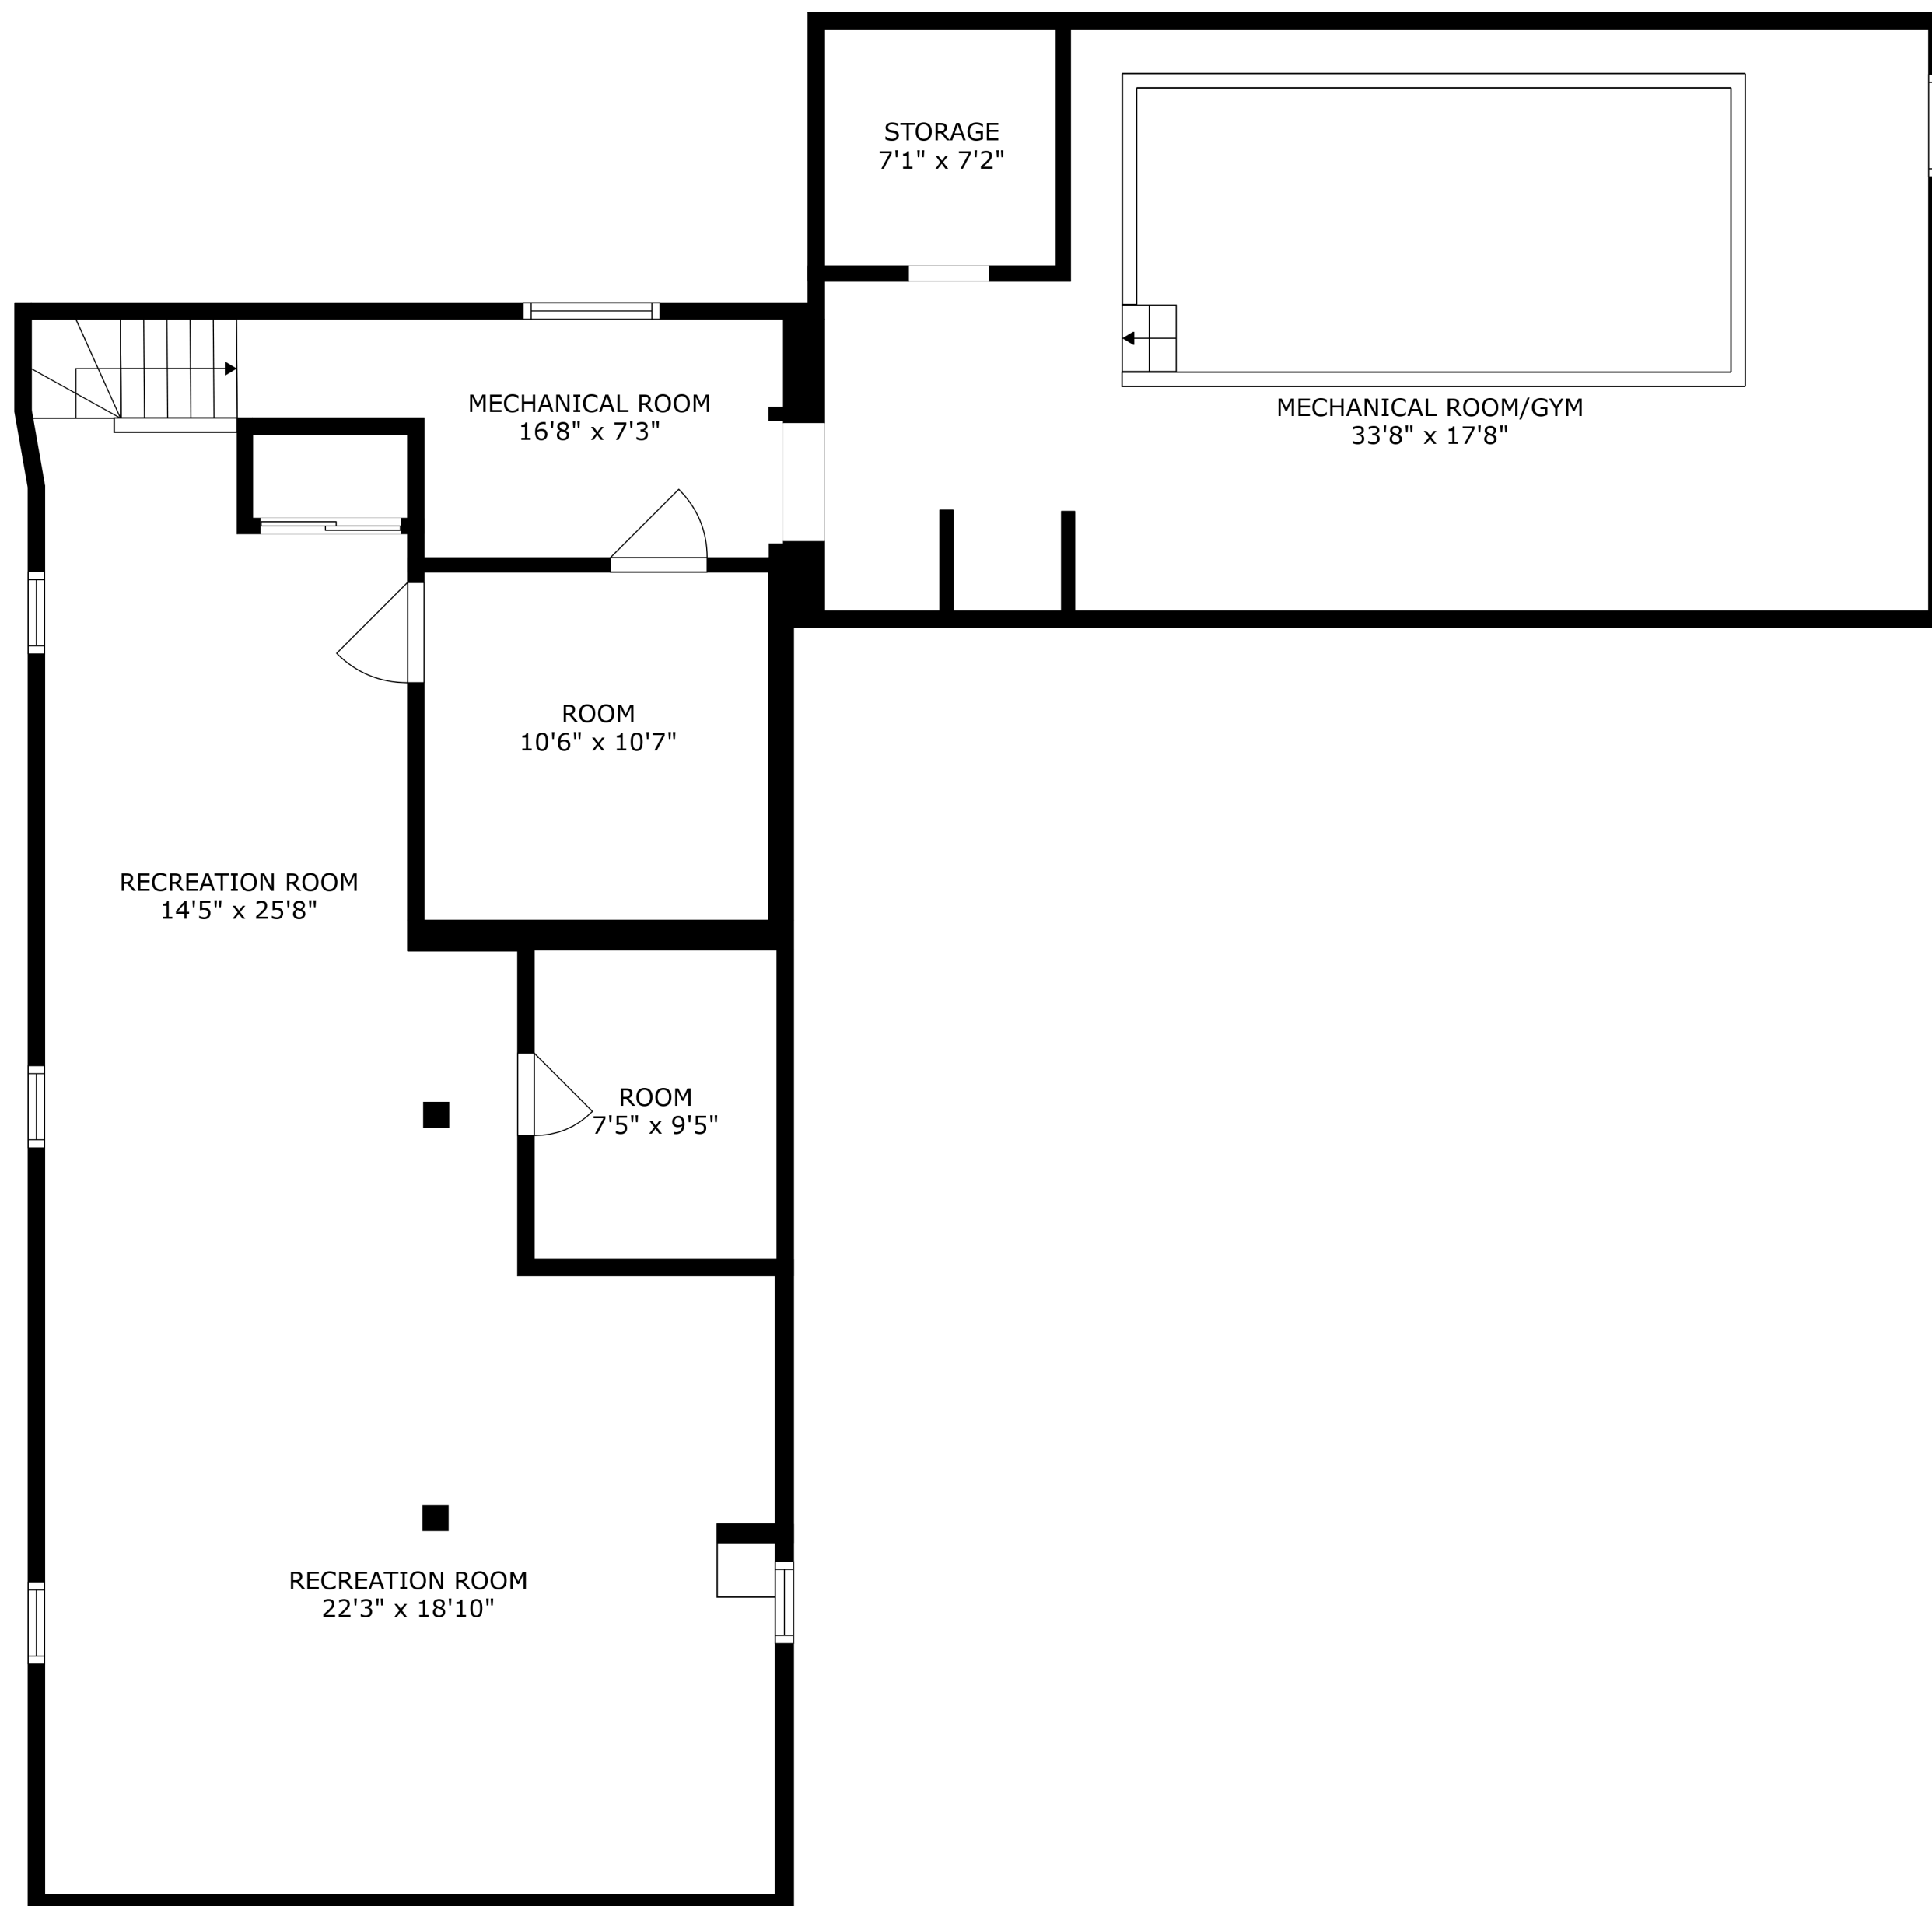 STORAGE
7'1" x 7'2"
MECHANICAL ROOM
16'8" x 7'3"
MECHANICAL ROOM/GYM
33'8" x 17'8"
ROOM
10'6" x 10'7"
RECREATION ROOM
14'5" x 25'8"
ROOM
7'5" x 9'5"
RECREATION ROOM
22'3" x 18'10"